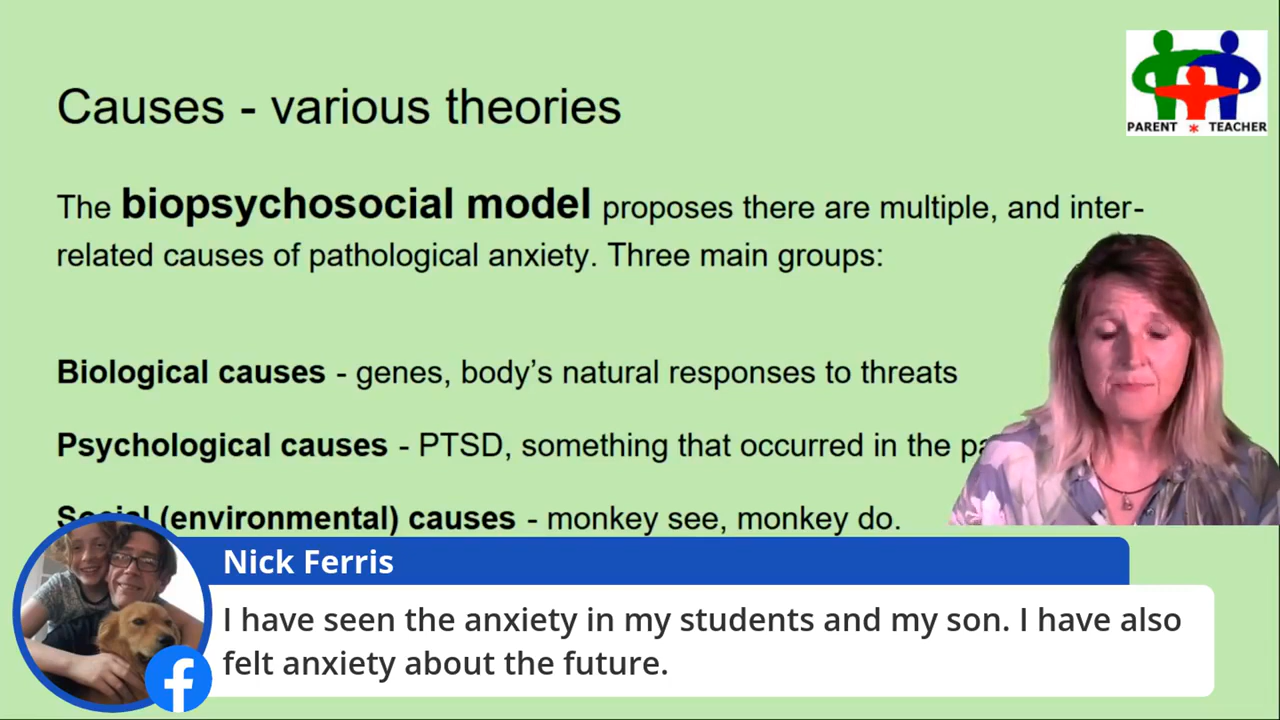 Causes - various theories
PARENT * TEACHER
The biopsychosocial model proposes there are multiple, and inter-
related causes of pathological anxiety. Three main groups:
Biological causes - genes, body's natural responses to threats
Psychological causes - PTSD, something that occurred in the
Social (environmental) causes - monkey see, monkey do.
Nick Ferris
I have seen the anxiety in my students and my son. I have also
felt anxiety about the future.